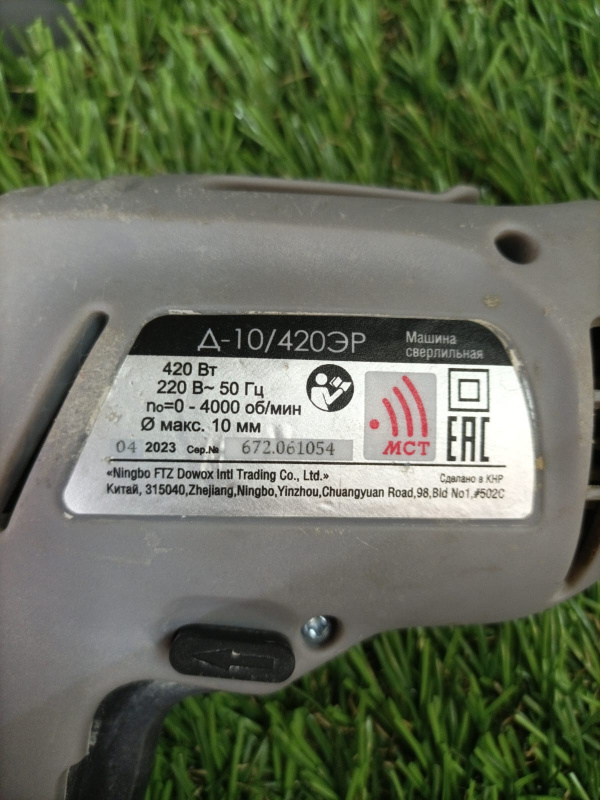 Д-10/420ЭР
Машина
сверлильная
420 Вт
220 В~ 50 Гц
no=0 - 4000 об/мин
Ø макс. 10 мм
04 2023 Сер.№ 672.061054
МСТ
EAC
«Ningbo FTZ Dowox Intl Trading Co., Ltd.»
Сделано в КНР
Китай, 315040,Zhejiang,Ningbo,Yinzhou,Chuangyuan Road,98,Bld No1,#502C